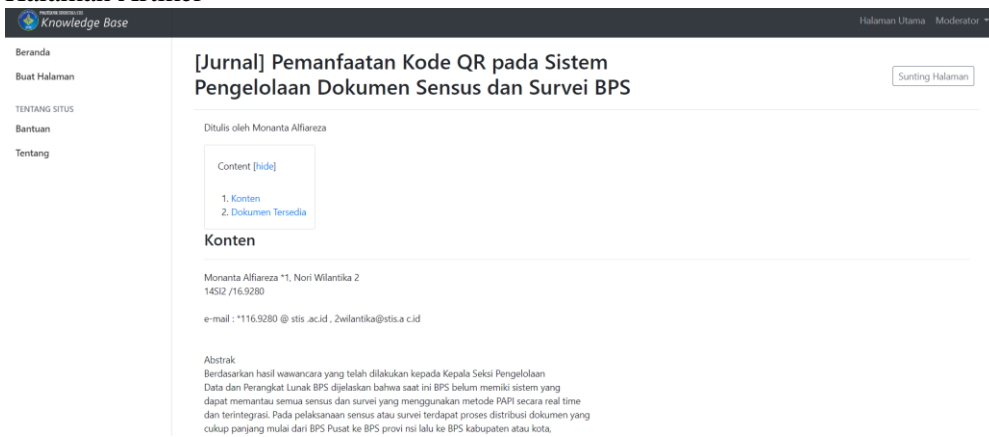 Halaman Artikel
Knowledge Base
Halaman Utama Moderator
Beranda
Buat Halaman
TENTANG SITUS
Bantuan
Tentang
[Jurnal] Pemanfaatan Kode QR pada Sistem
Pengelolaan Dokumen Sensus dan Survei BPS
Sunting Halaman
Ditulis oleh Monanta Alfiareza
Content [hide]
1. Konten
2. Dokumen Tersedia
Konten
Monanta Alfiareza *1, Nori Wilantika 2
14SI2 /16.9280
e-mail : *116.9280 @ stis .ac.id , 2wilantika@stis.a c.id
Abstrak
Berdasarkan hasil wawancara yang telah dilakukan kepada Kepala Seksi Pengelolaan
Data dan Perangkat Lunak BPS dijelaskan bahwa saat ini BPS belum memiki sistem yang
dapat memantau semua sensus dan survei yang menggunakan metode PAPI secara real time
dan terintegrasi. Pada pelaksanaan sensus atau survei terdapat proses distribusi dokumen yang
cukup panjang mulai dari BPS Pusat ke BPS provi nsi lalu ke BPS kabupaten atau kota,